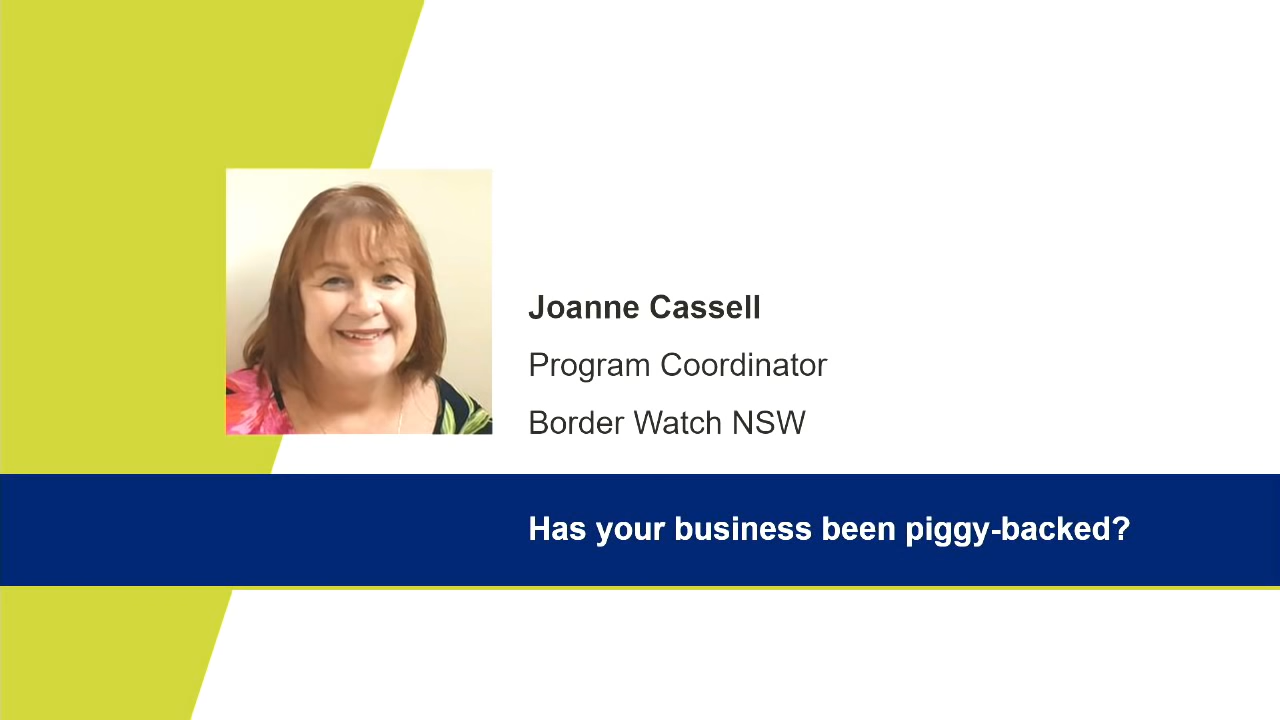 Joanne Cassell
Program Coordinator
Border Watch NSW
Has your business been piggy-backed?